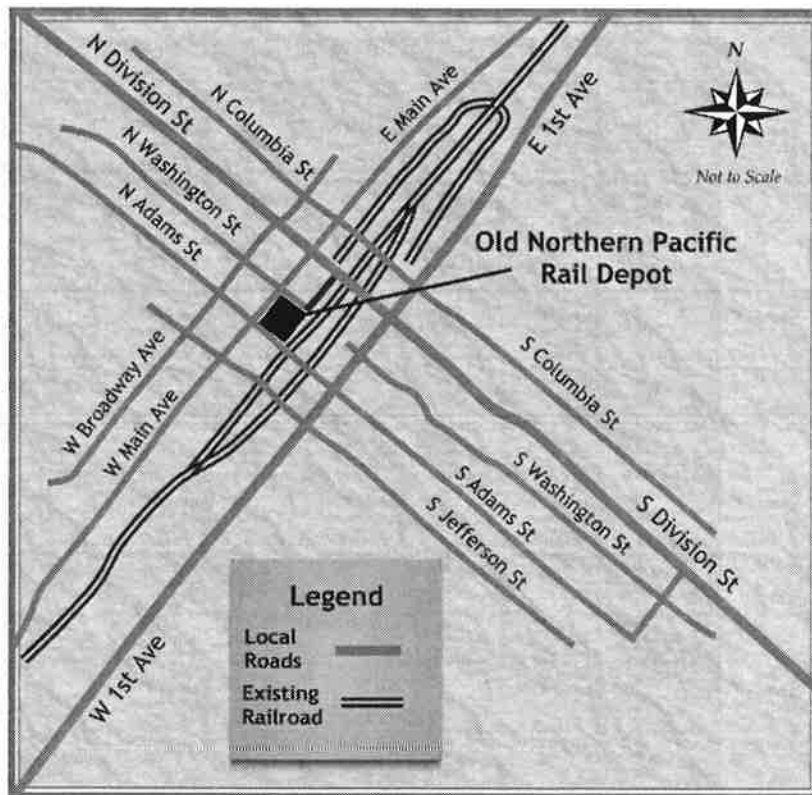 N
Not to Scale
N Division St
N Columbia St
E Main Ave
E 1st Ave
N Washington St
N Adams St
Old Northern Pacific
Rail Depot
W Broadway Ave
W Main Ave
S Columbia St
S Washington St
S Adams St
S Division St
S Jefferson St
W 1st Ave
Legend
Local
Roads
Existing
Railroad